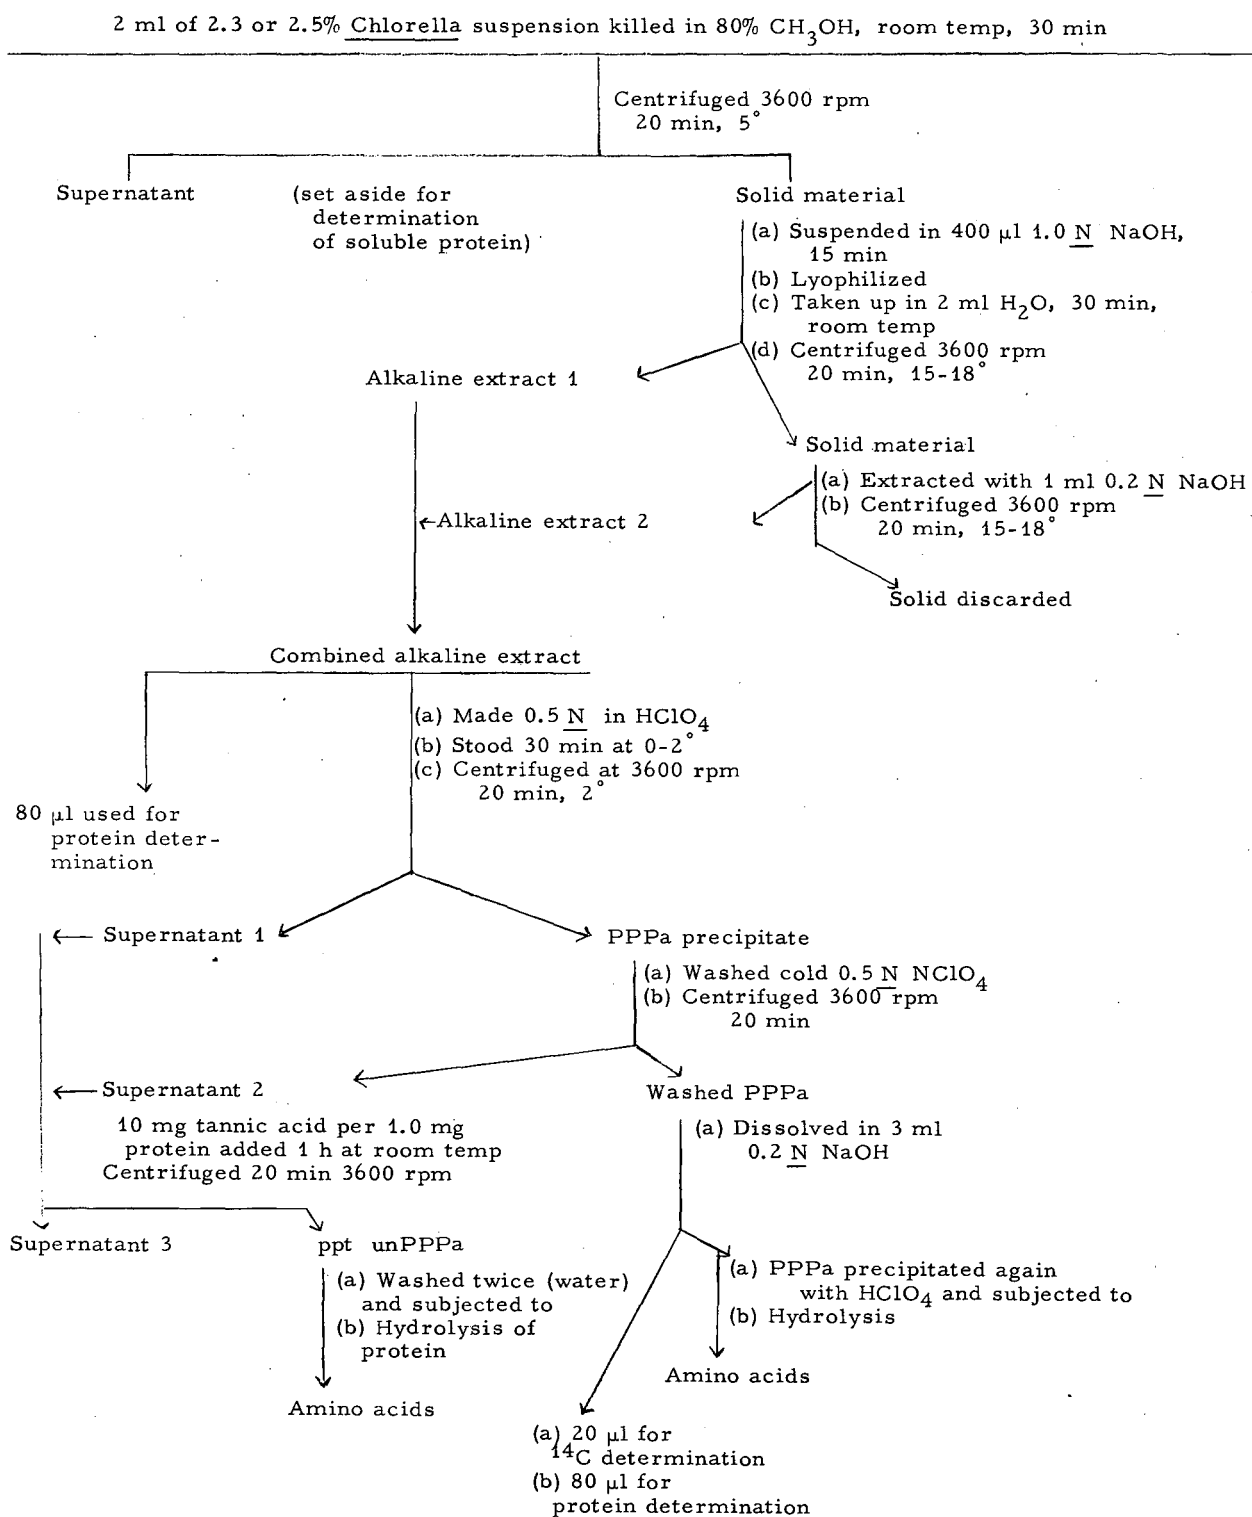 2 ml of 2.3 or 2.5% Chlorella suspension killed in 80% CH3OH, room temp, 30 min
Centrifuged 3600 rpm
20 min, 5°
Supernatant
(set aside for
determination
of soluble protein)
Solid material
(a) Suspended in 400 µl 1.0 N NaOH,
15 min
(b) Lyophilized
(c) Taken up in 2 ml H2O, 30 min,
room temp
(d) Centrifuged 3600 rpm
20 min, 15-18°
Alkaline extract 1
Solid material
(a) Extracted with 1 ml 0.2 N NaOH
(b) Centrifuged 3600 rpm
20 min, 15-18°
←Alkaline extract 2
Solid discarded
Combined alkaline extract
(a) Made 0.5 N in HClO4
(b) Stood 30 min at 0-2°
(c) Centrifuged at 3600 rpm
20 min, 2°
80 µl used for
protein deter-
mination
← Supernatant 1
PPPa precipitate
(a) Washed cold 0.5 N NClO4
(b) Centrifuged 3600 rpm
20 min
← Supernatant 2
10 mg tannic acid per 1.0 mg
protein added 1 h at room temp
Centrifuged 20 min 3600 rpm
Washed PPPa
(a) Dissolved in 3 ml
0.2 N NaOH
Supernatant 3
ppt unPPPa
(a) Washed twice (water)
and subjected to
(b) Hydrolysis of
protein
Amino acids
(a) PPPa precipitated again
with HClO4 and subjected to
(b) Hydrolysis
Amino acids
(a) 20 µl for
14C determination
(b) 80 µl for
protein determination